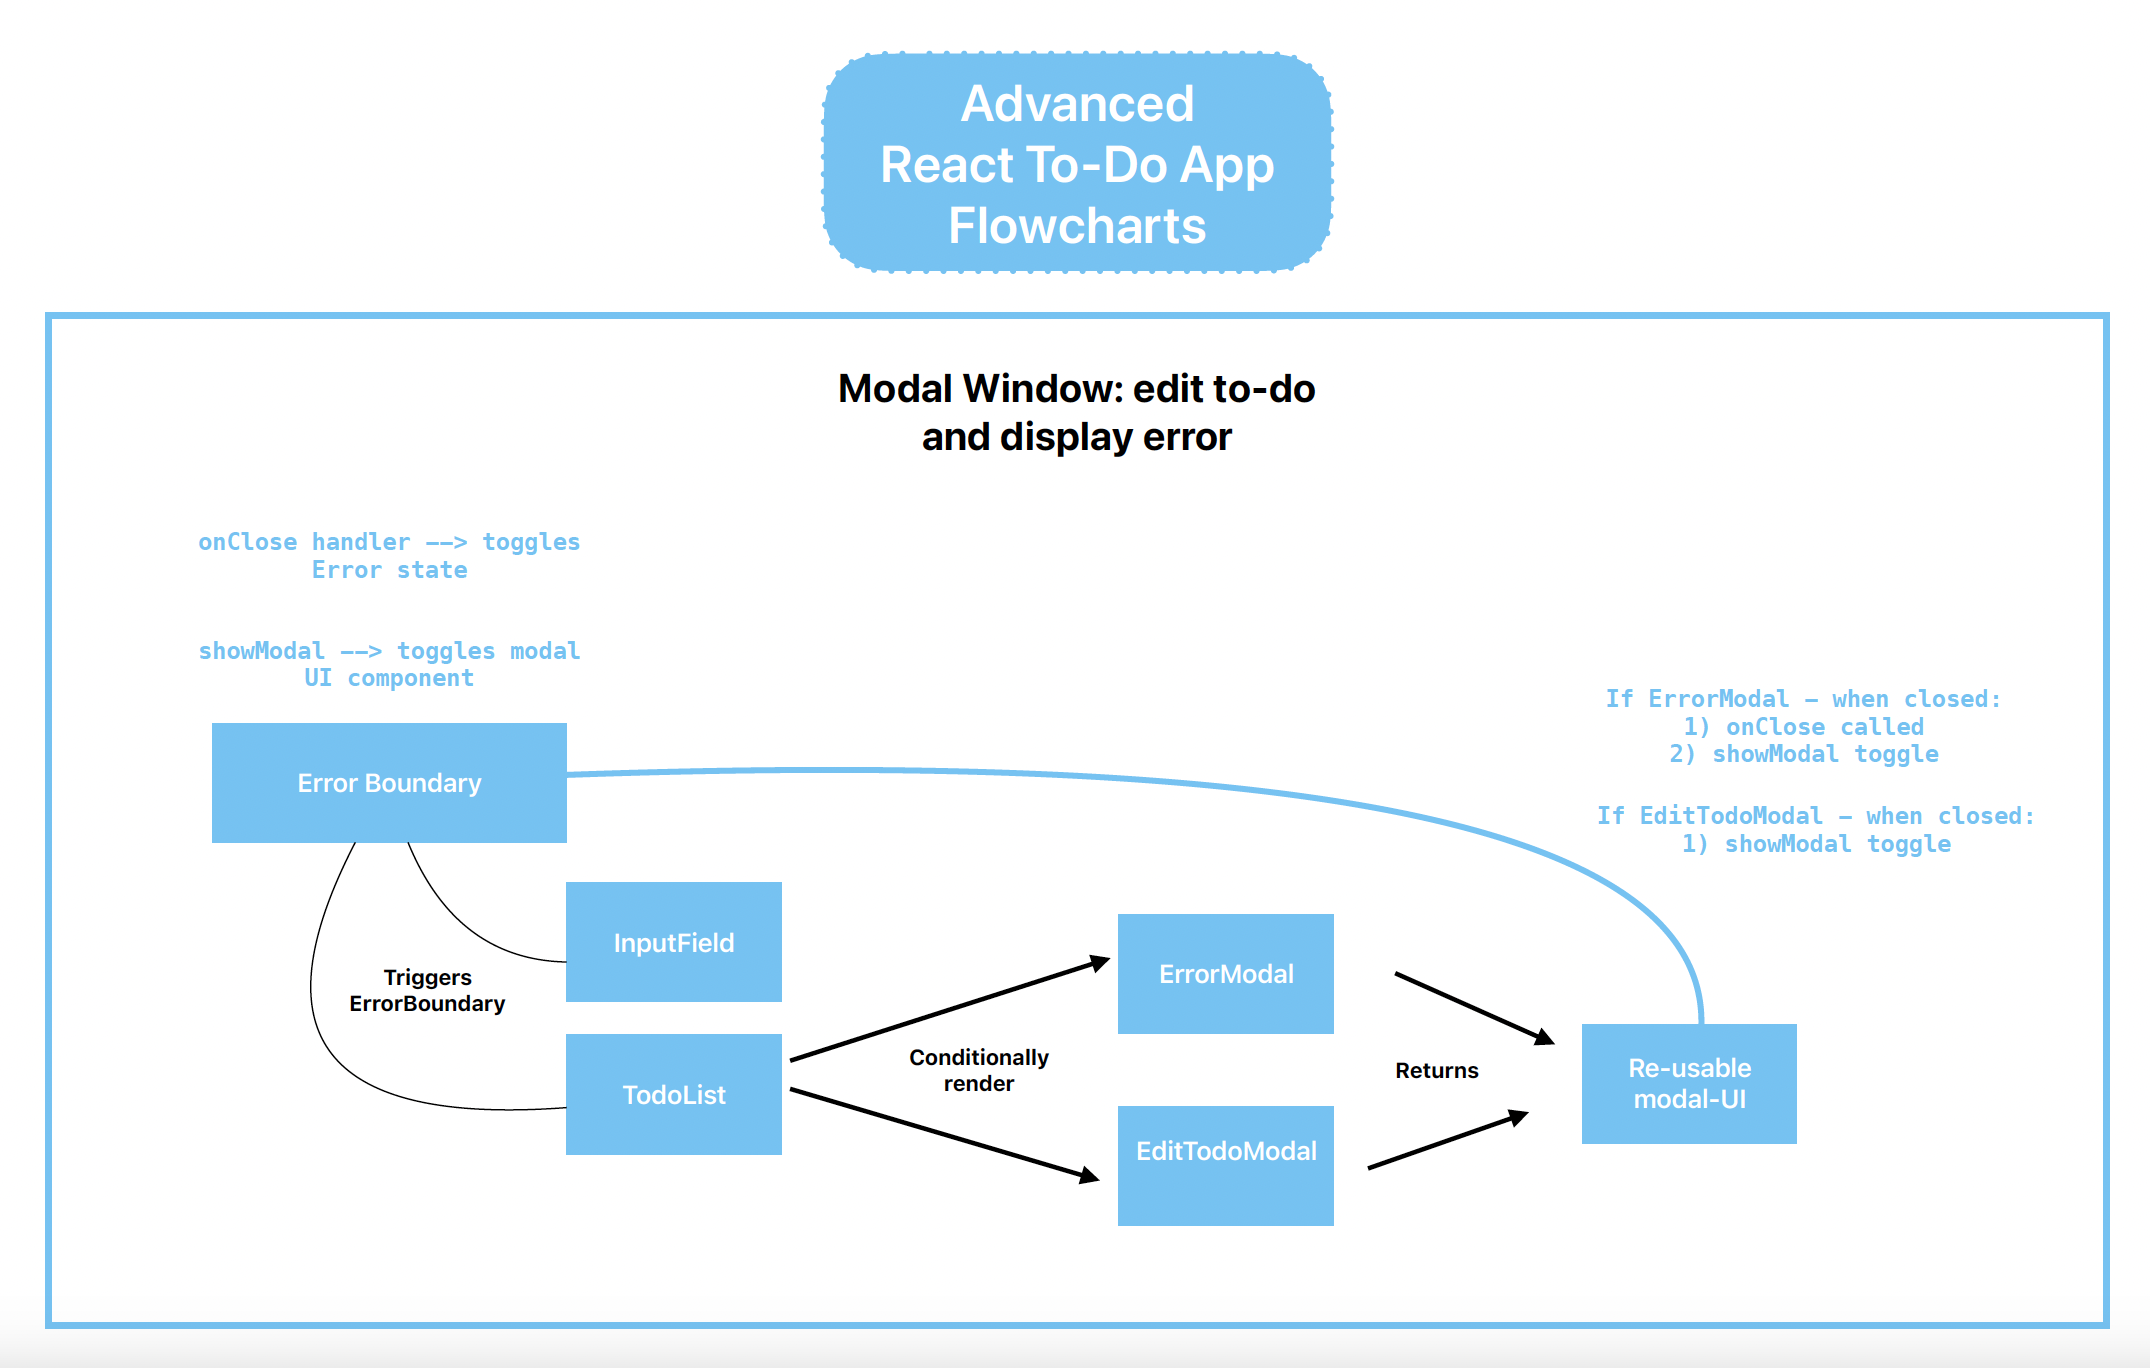 Advanced
React To-Do App
Flowcharts
Modal Window: edit to-do
and display error
onClose handler ––> toggles
Error state
showModal ––> toggles modal
UI component
If ErrorModal – when closed:
1) onClose called
2) showModal toggle
If EditTodoModal – when closed:
1) showModal toggle
Error Boundary
InputField
Triggers
ErrorBoundary
TodoList
Conditionally
render
ErrorModal
EditTodoModal
Returns
Re-usable
modal-UI